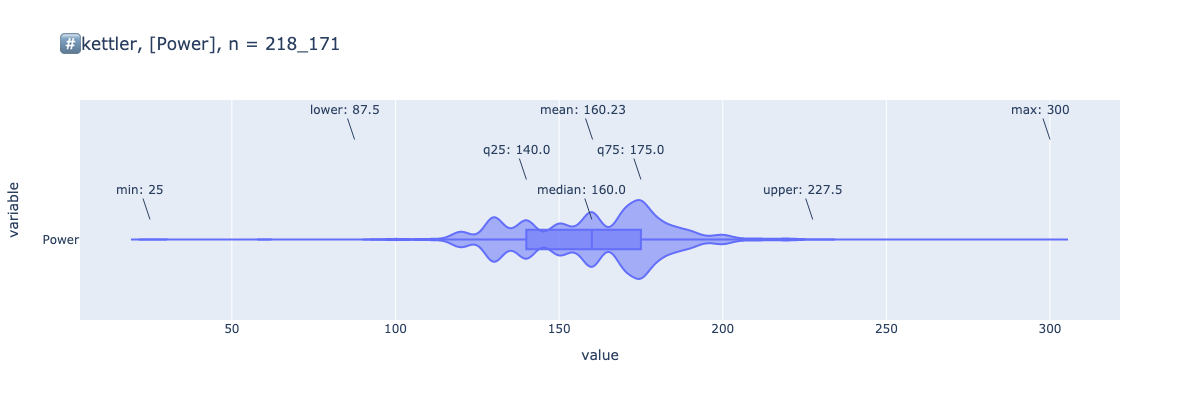 #kettler, [Power], n = 218_171
lower: 87.5
mean: 160.23
max: 300
q25: 140.0
q75: 175.0
min: 25
median: 160.0
upper: 227.5
variable
Power
50
100
150
200
250
300
value